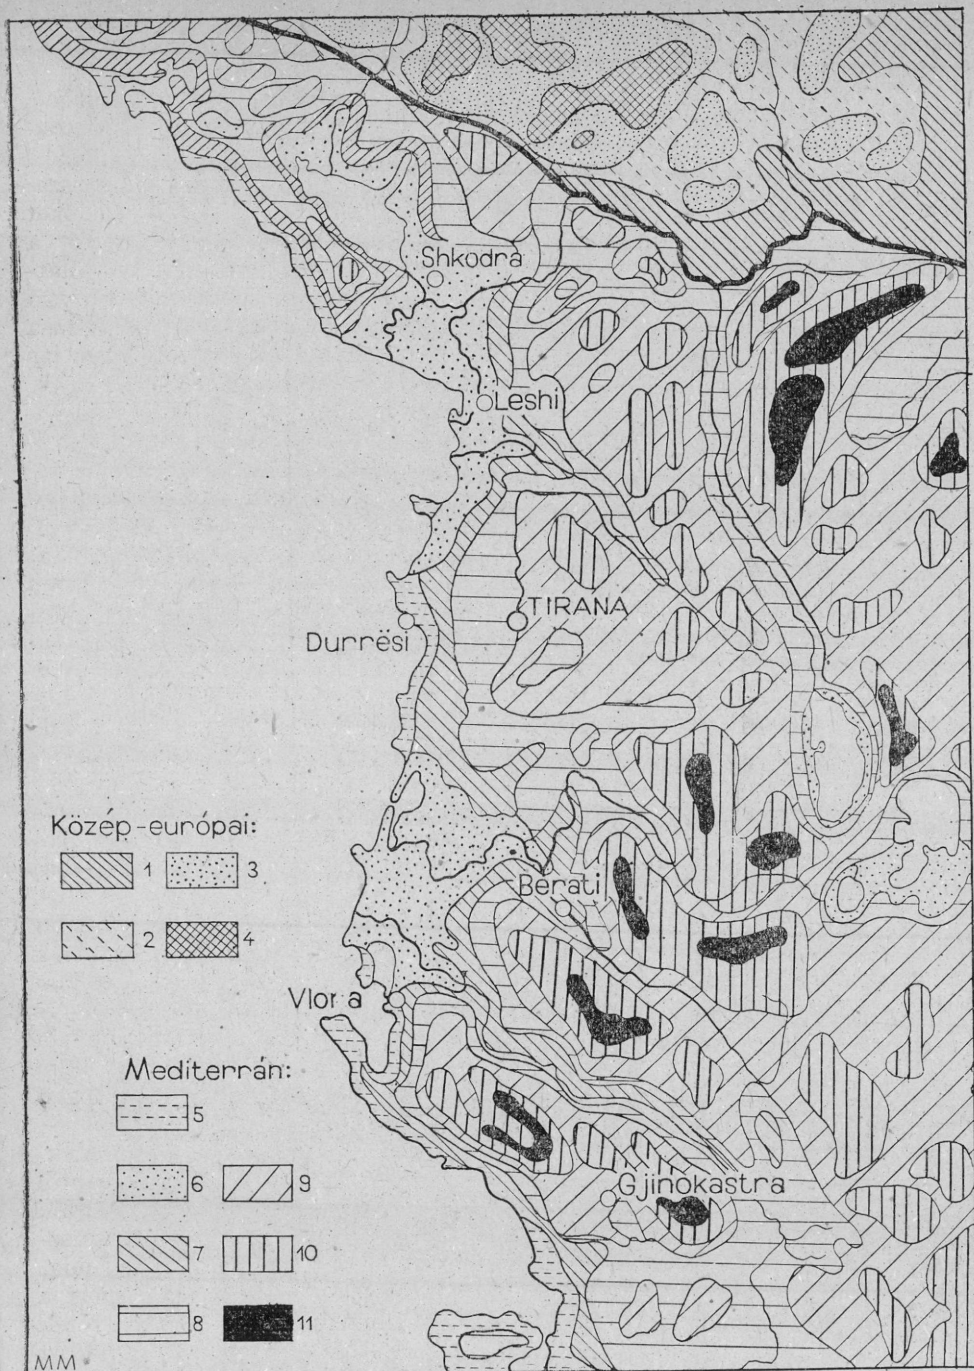 Shkodra
Leshi
TIRANA
Durrësi
Közép-európai:
1 3
Berati
2 4
Vlora
Mediterrán:
5
6 9
Gjinokastra
7 10
8 11
MM